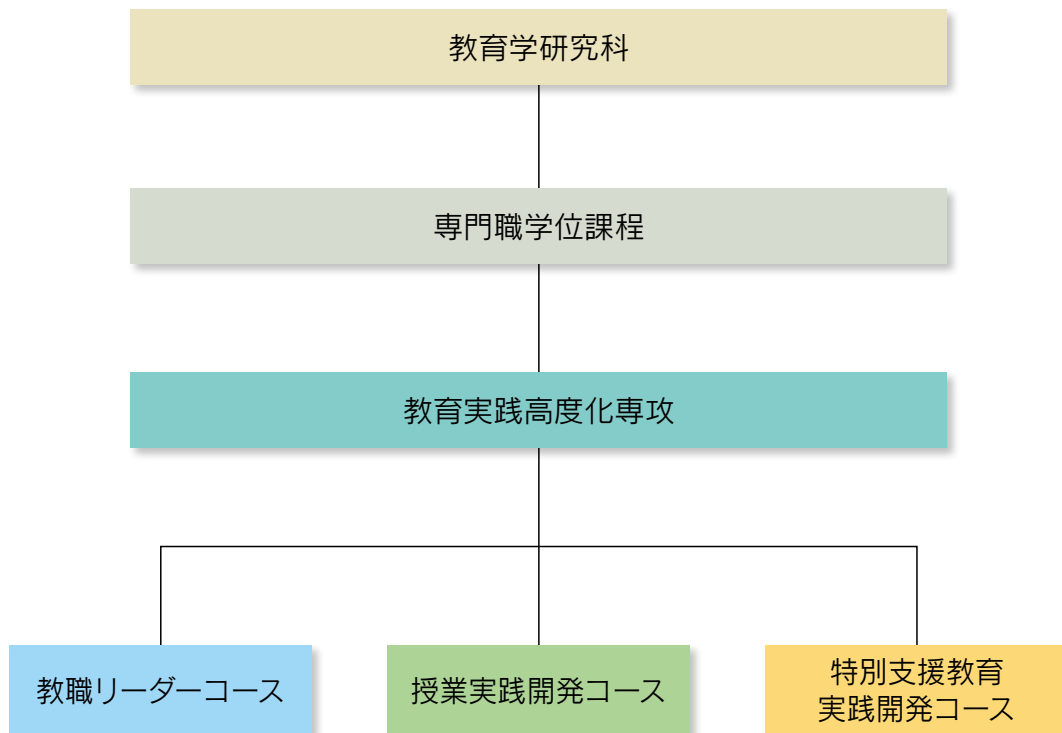 教育学研究科
専門職学位課程
教育実践高度化専攻
教職リーダーコース
授業実践開発コース
特別支援教育
実践開発コース